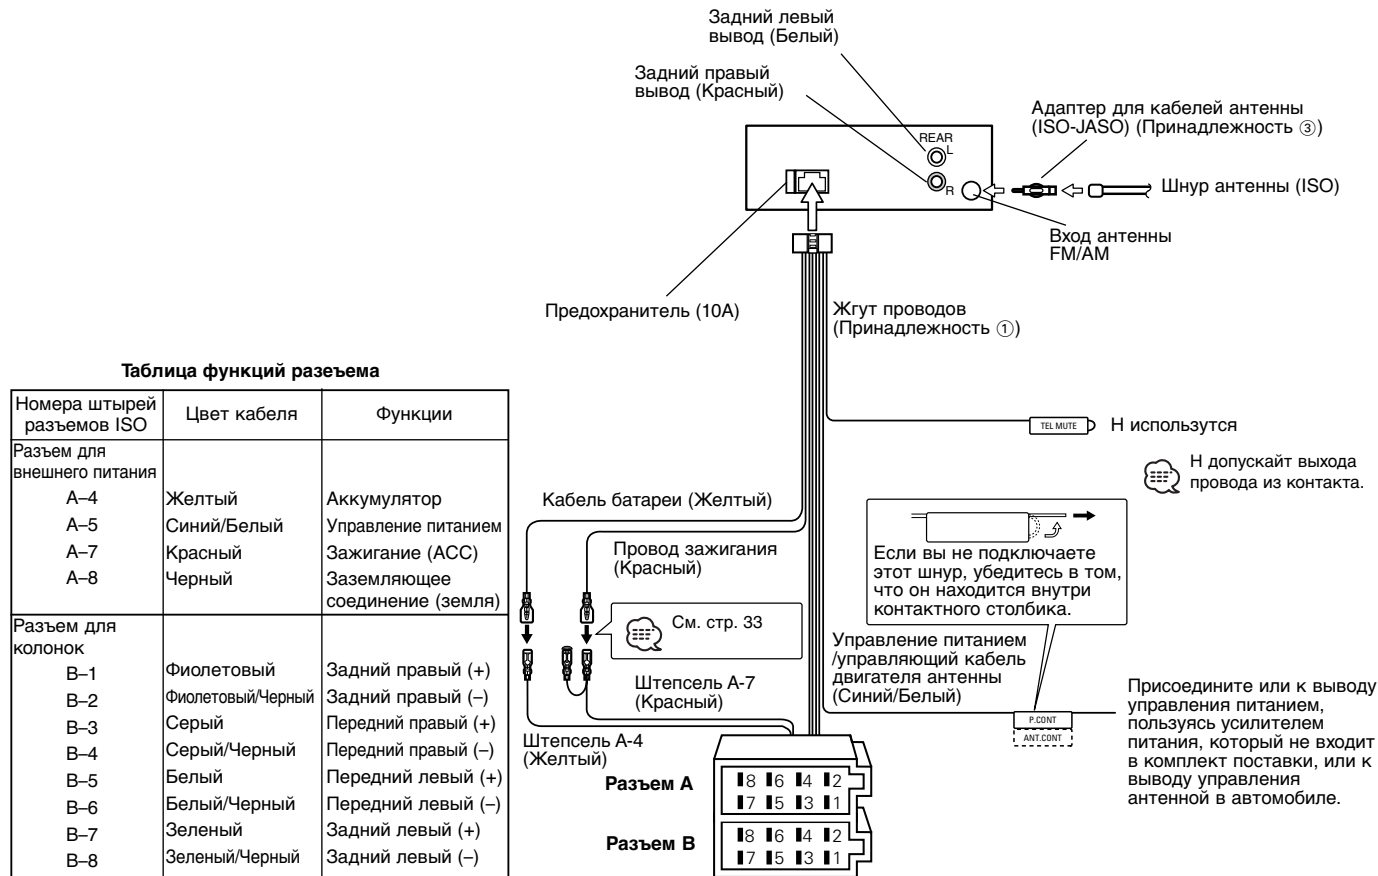 Задний левый
вывод (Белый)
Задний правый
вывод (Красный)
Адаптер для кабелей антенны
(ISO-JASO) (Принадлежность ③)
REAR
L
R
Шнур антенны (ISO)
Вход антенны
FM/AM
Предохранитель (10A)
Жгут проводов
(Принадлежность ①)
Таблица функций разеъема
Номера штырей
разъемов ISO
Цвет кабеля
Функции
Разъем для
внешнего питания
A–4 Желтый Аккумулятор
A–5 Синий/Белый Управление питанием
A–7 Красный Зажигание (ACC)
A–8 Черный Заземляющее
соединение (земля)
Разъем для
колонок
B–1 Фиолетовый Задний правый (+)
B–2 Фиолетовый/Черный Задний правый (–)
B–3 Серый Передний правый (+)
B–4 Серый/Черный Передний правый (–)
B–5 Белый Передний левый (+)
B–6 Белый/Черный Передний левый (–)
B–7 Зеленый Задний левый (+)
B–8 Зеленый/Черный Задний левый (–)
TEL MUTE
Н использутся
Н допускайт выхода
провода из контакта.
Кабель батареи (Желтый)
Провод зажигания
(Красный)
См. стр. 33
Если вы не подключаете
этот шнур, убедитесь в том,
что он находится внутри
контактного столбика.
Штепсель A-7
(Красный)
Штепсель A-4
(Желтый)
Управление питанием
/управляющий кабель
двигателя антенны
(Синий/Белый)
P.CONT
ANT.CONT
Присоедините или к выводу
управления питанием,
пользуясь усилителем
питания, который не входит
в комплект поставки, или к
выводу управления
антенной в автомобиле.
Разъем A
8 6 4 2
7 5 3 1
Разъем B
8 6 4 2
7 5 3 1